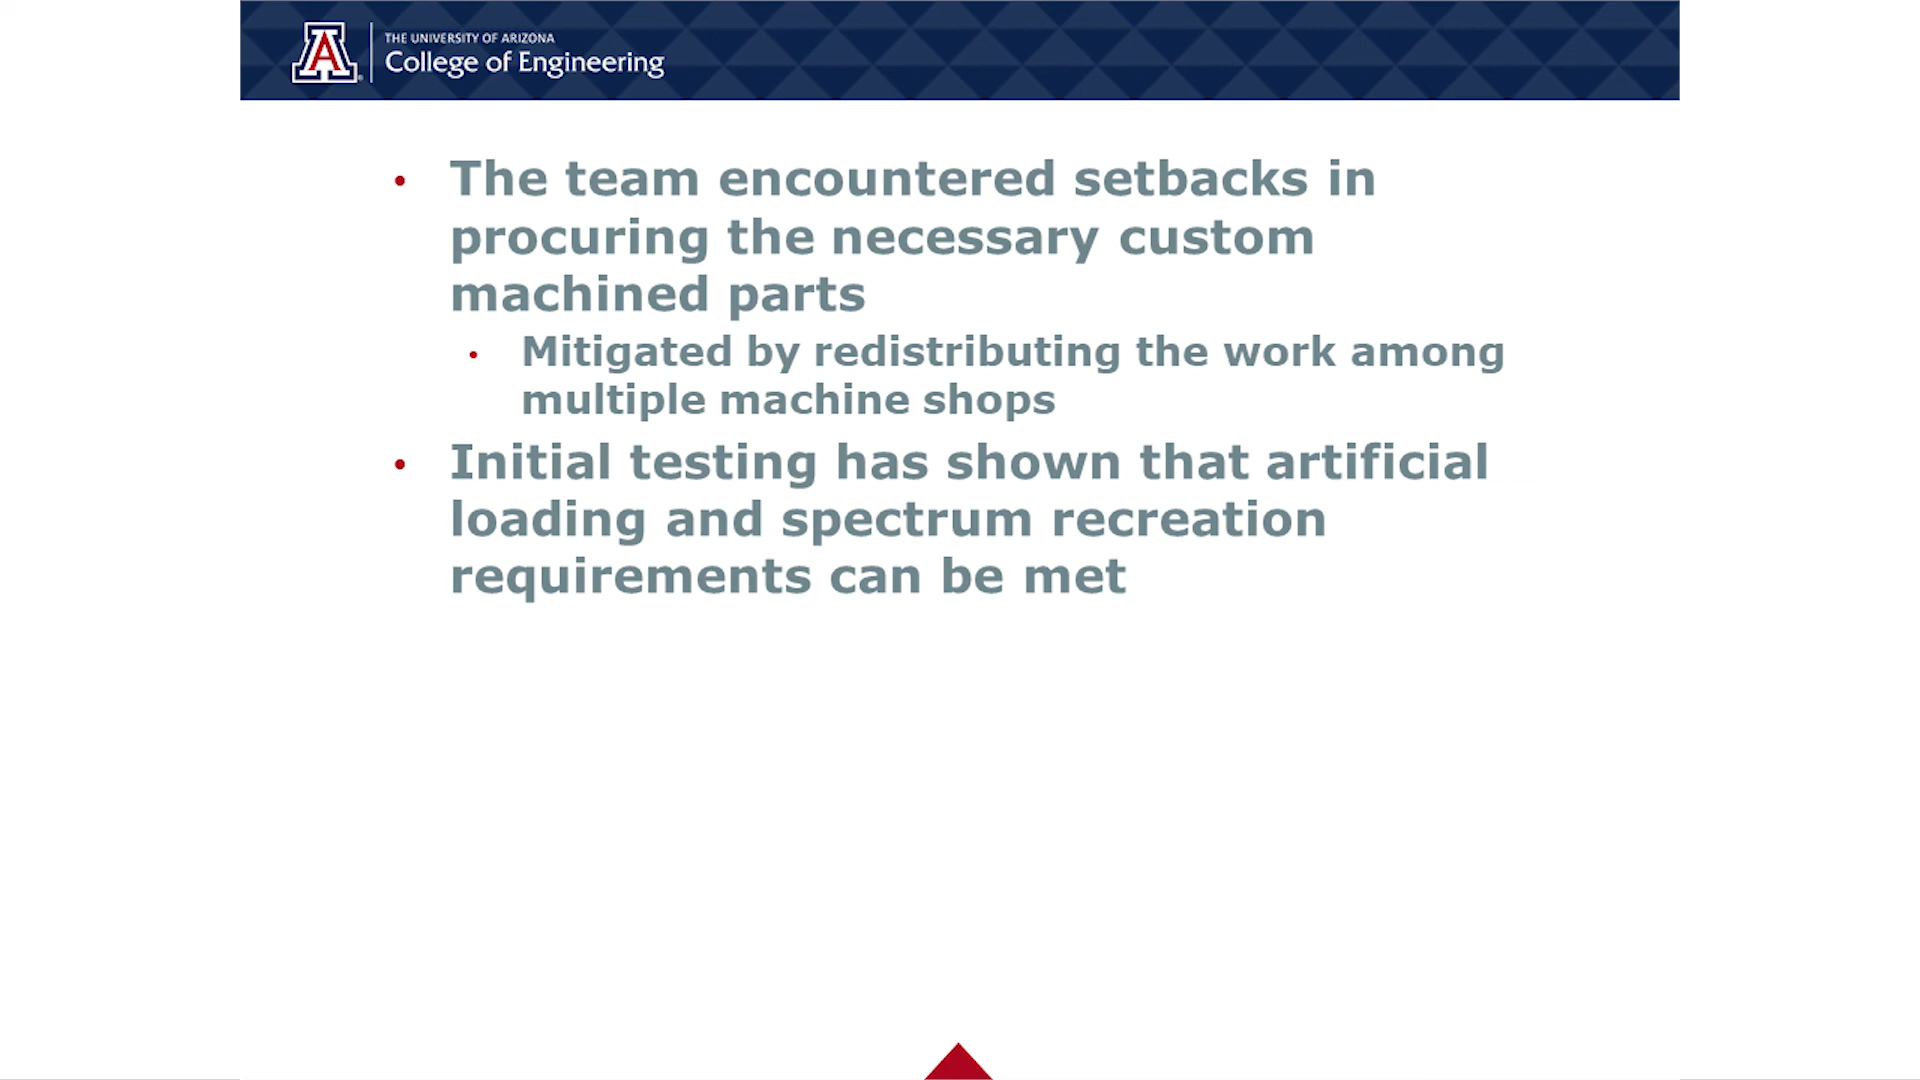 THE UNIVERSITY OF ARIZONA
College of Engineering
• The team encountered setbacks in
procuring the necessary custom
machined parts
• Mitigated by redistributing the work among
multiple machine shops
• Initial testing has shown that artificial
loading and spectrum recreation
requirements can be met